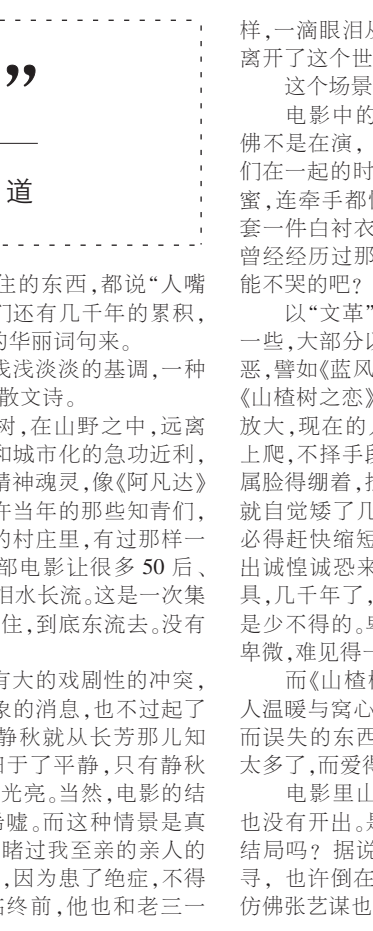 ”
道
住的东西，都说“人嘴
们还有几千年的累积，
的华丽词句来。
浅浅淡淡的基调，一种
散文诗。
树，在山野之中，远离
和城市化的急功近利，
精神魂灵，像《阿凡达》
许当年的那些知青们，
的村庄里，有过那样一
部电影让很多 50 后、
泪水长流。这是一次集
住，到底东流去。没有
有大的戏剧性的冲突，
象的消息，也不过起了
静秋就从长芳那儿知
归于了平静，只有静秋
光亮。当然，电影的结
唏嘘。而这种情景是真
睹过我至亲的亲人的
，因为患了绝症，不得
临终前，他也和老三一
样，一滴眼泪从
离开了这个世
这个场景
电影中的
佛不是在演，
们在一起的时
蜜，连牵手都
套一件白衬衣
曾经经历过那
能不哭的吧？
以“文革”
一些，大部分以
恶，譬如《蓝风
《山楂树之恋》
放大，现在的人
上爬，不择手段
属脸得绷着，
就自觉矮了几
必得赶快缩短
出诚惶诚恐来
具，几千年了，
是少不得的。
卑微，难见得一
而《山楂树
人温暖与窝心
而误失的东西
太多了，而爱得
电影里山
也没有开出。是
结局吗？据说
寻，也许倒在
仿佛张艺谋也